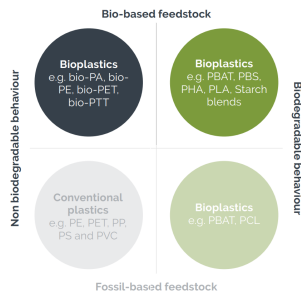 Bio-based feedstock
Non biodegradable behaviour
Bioplastics
e.g. bio-PA, bio-
PE, bio-PET,
bio-PTT
Bioplastics
e.g. PBAT, PBS,
PHA, PLA, Starch
blends
Biodegradable behaviour
Conventional
plastics
e.g. PE, PET, PP,
PS and PVC
Bioplastics
e.g. PBAT, PCL
Fossil-based feedstock